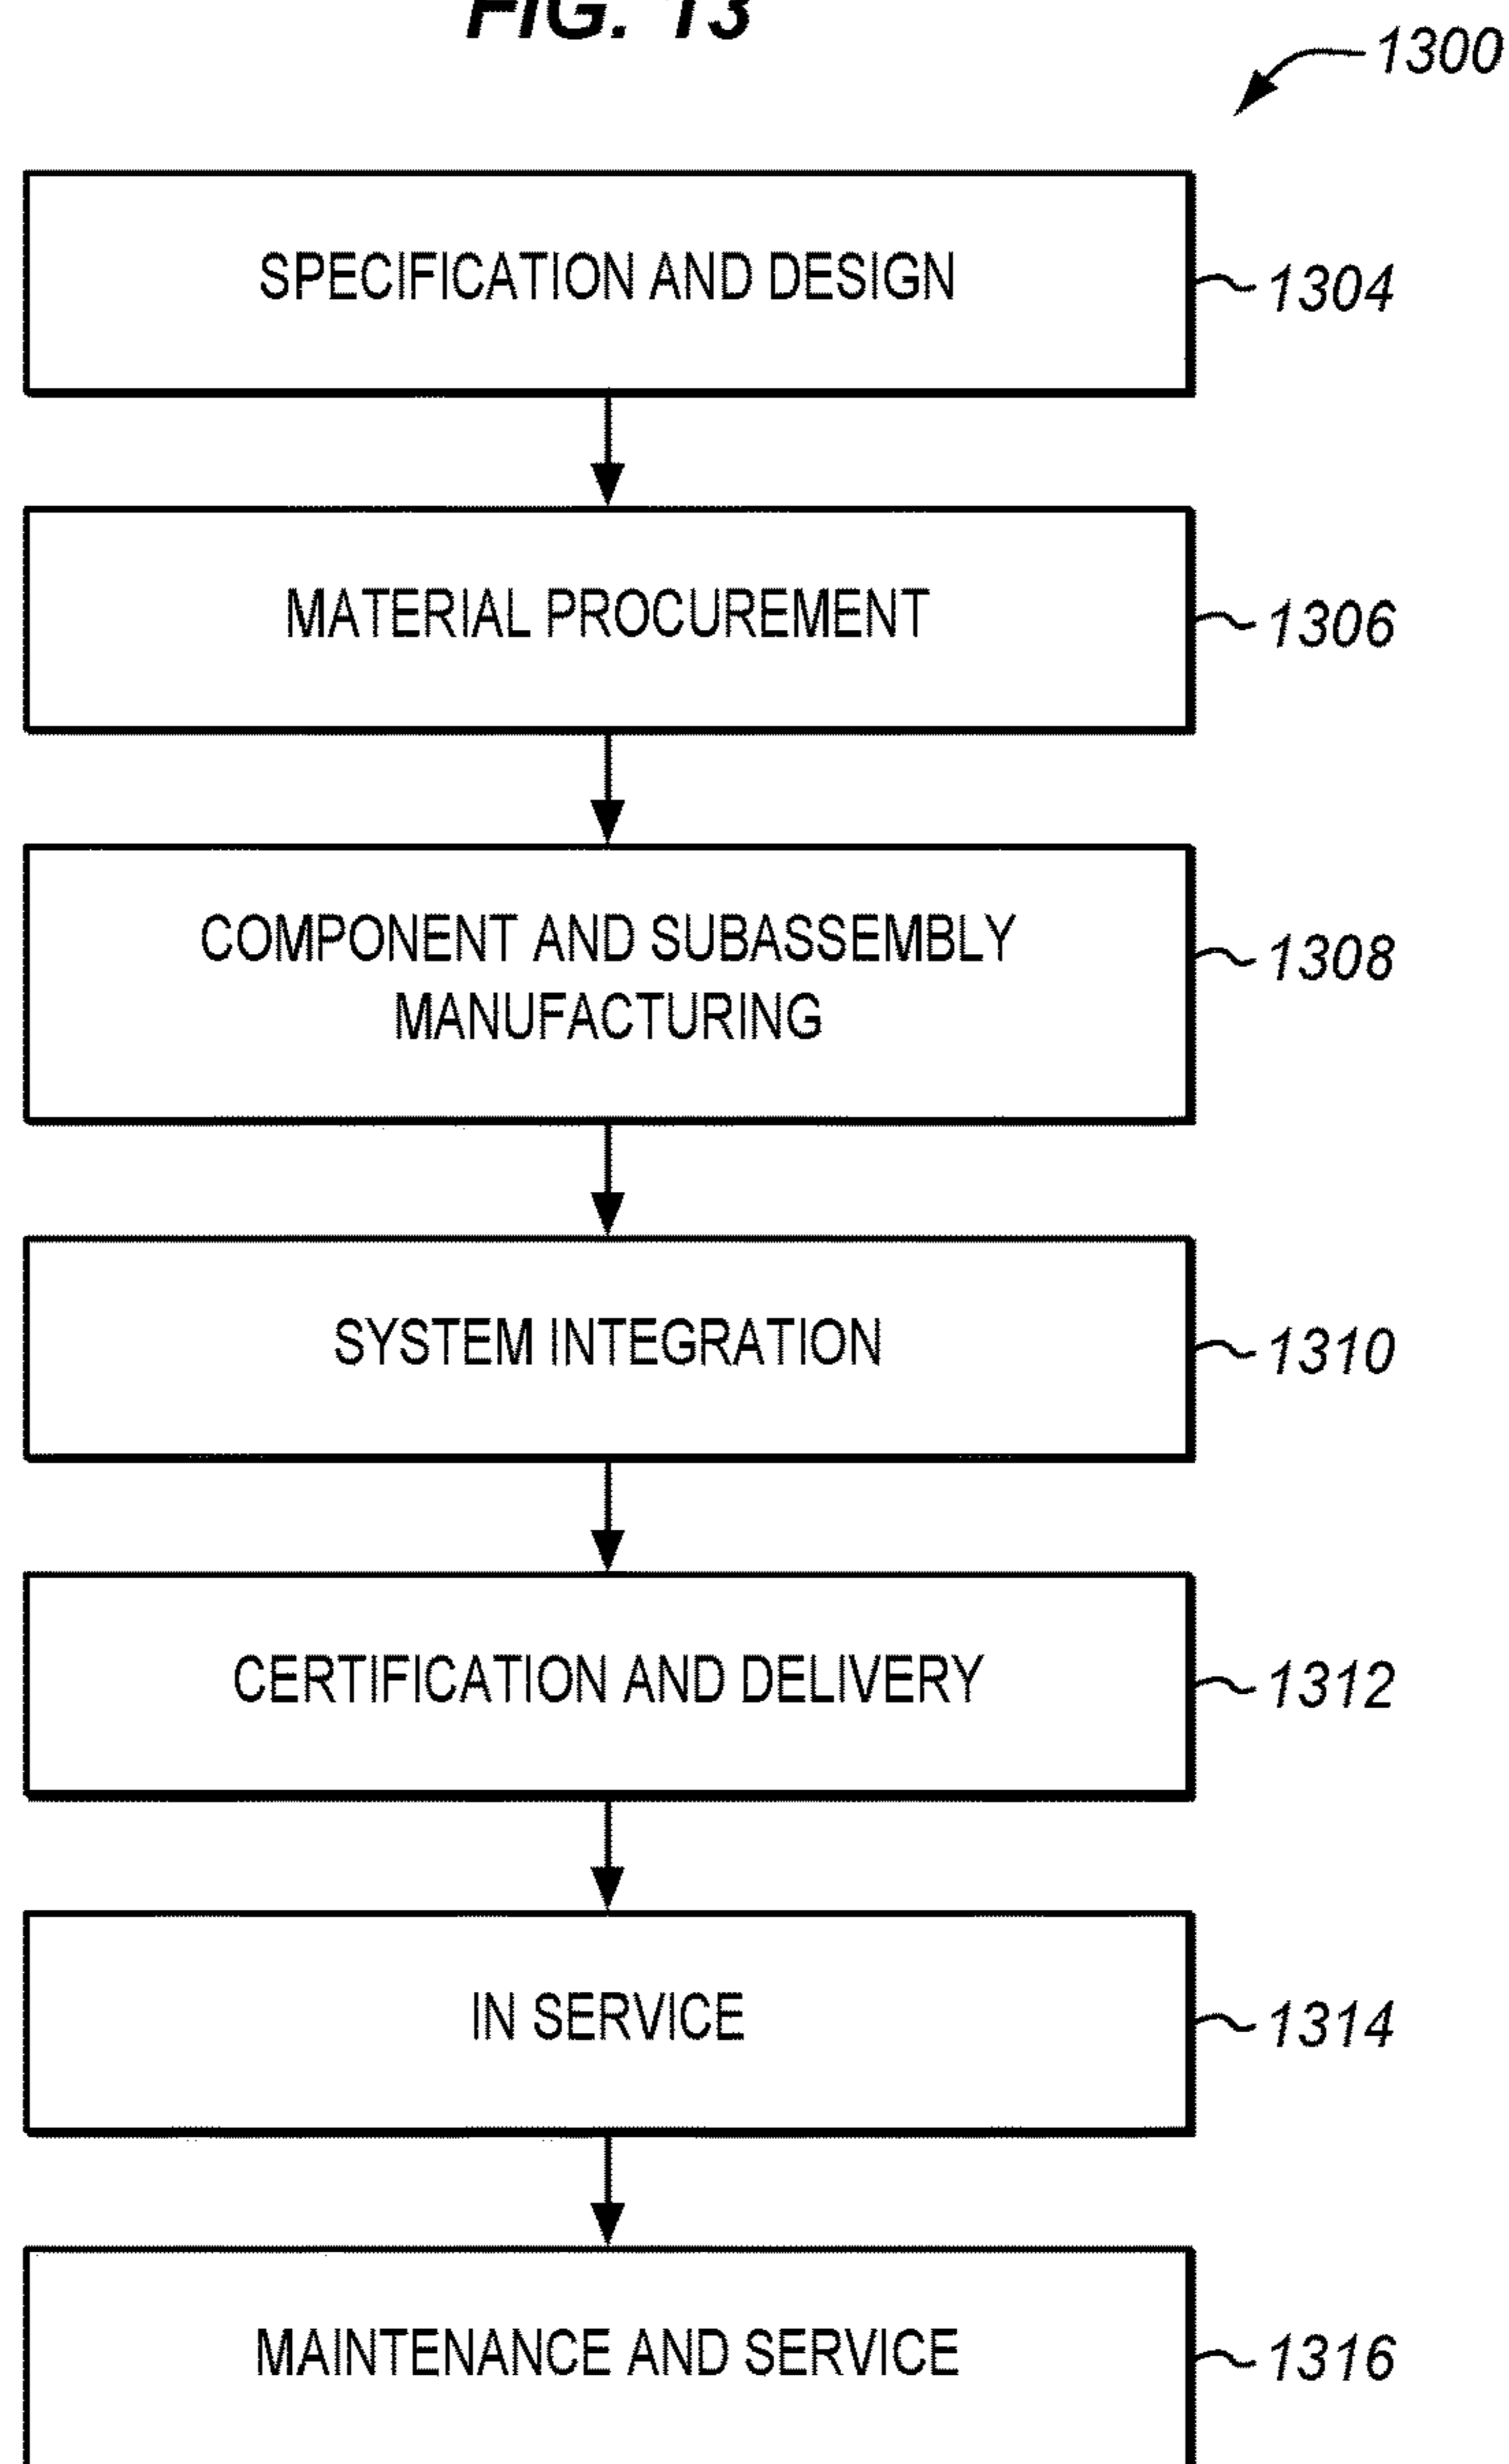 FIG. 13
1300
SPECIFICATION AND DESIGN
1304
MATERIAL PROCUREMENT
1306
COMPONENT AND SUBASSEMBLY
MANUFACTURING
1308
SYSTEM INTEGRATION
1310
CERTIFICATION AND DELIVERY
1312
IN SERVICE
1314
MAINTENANCE AND SERVICE
1316